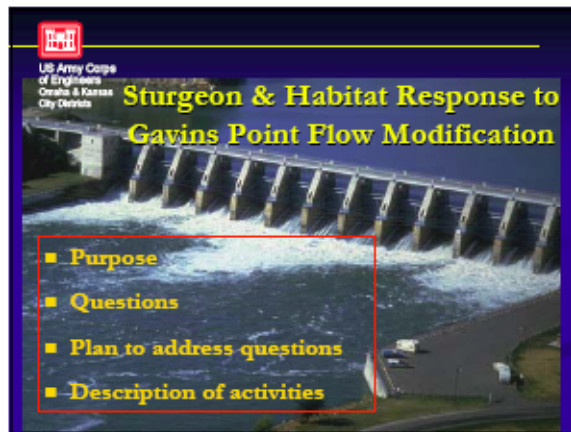 US Army Corps
of Engineers
Omaha & Kansas
City Districts
Sturgeon & Habitat Response to
Gavins Point Flow Modification
Purpose
Questions
Plan to address questions
Description of activities